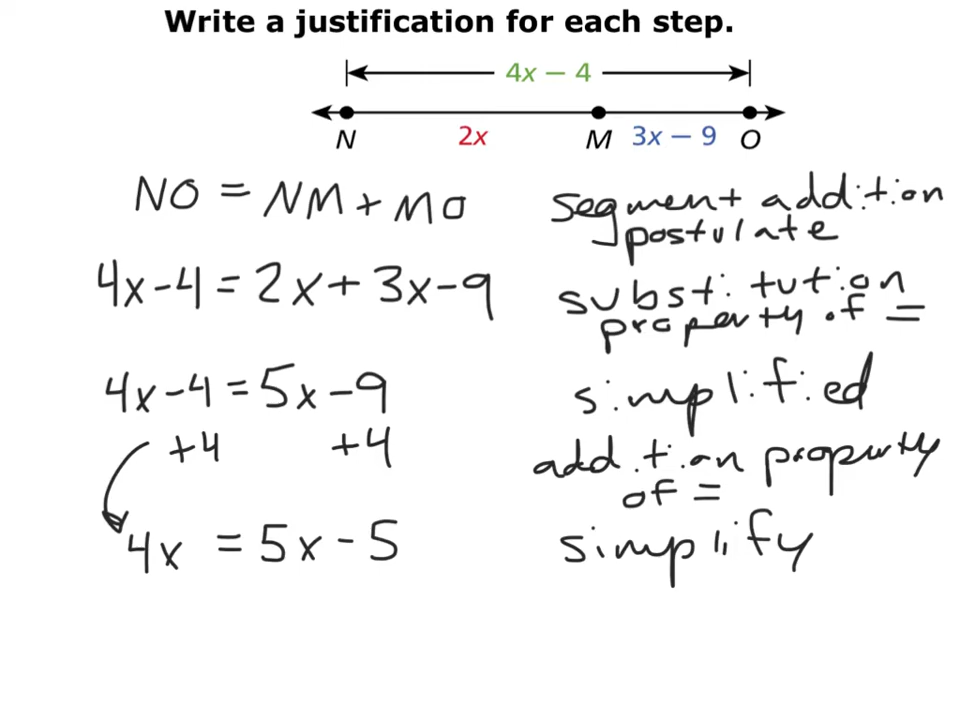 Write a justification for each step.
4x − 4
N 2x M 3x − 9 O
NO = NM + MO segment addition
postulate
4x - 4 = 2x + 3x - 9 substitution
property of =
4x - 4 = 5x - 9 simplified
+4 +4 addition property
of =
4x = 5x - 5 simplify